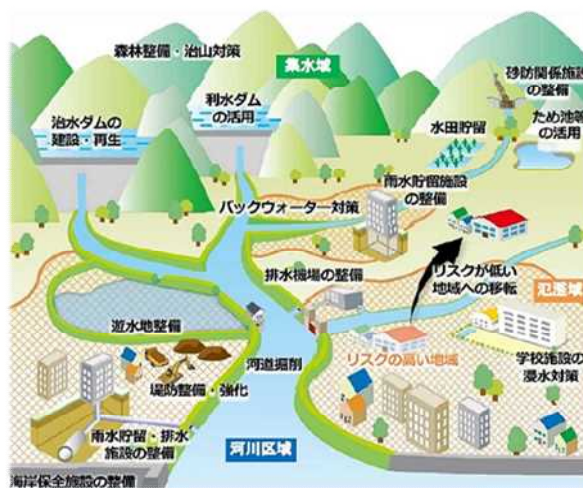 森林整備・治山対策
集水域
砂防関係施設
の整備
治水ダムの
建設・再生
利水ダム
の活用
水田貯留
ため池等
の活用
雨水貯留施設
の整備
バックウォーター対策
リスクが低い
地域への移転
排水機場の整備
氾濫域
遊水地整備
リスクの高い地域
学校施設の
浸水対策
河道掘削
堤防整備・強化
雨水貯留・排水
施設の整備
河川区域
海岸保全施設の整備